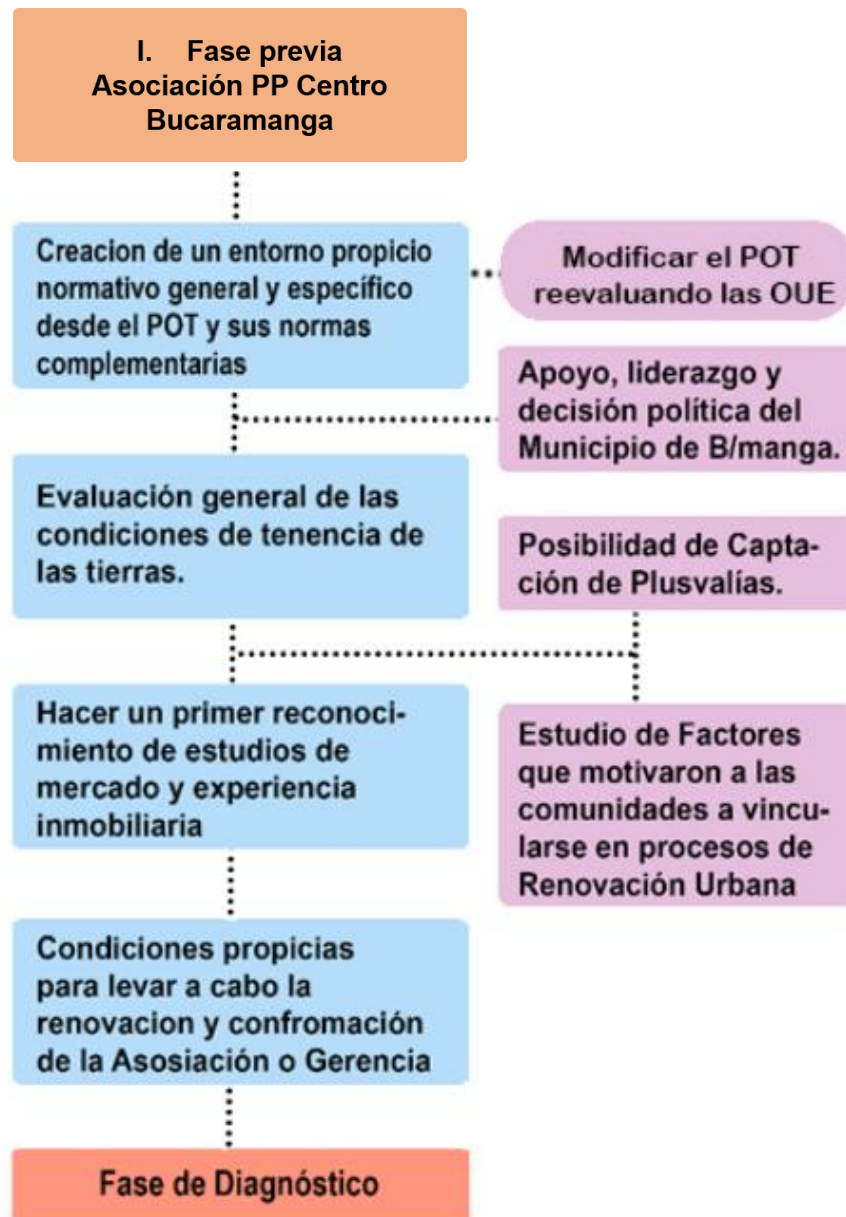 I. Fase previa
Asociación PP Centro
Bucaramanga
Creacion de un entorno propicio
normativo general y específico
desde el POT y sus normas
complementarias
Modificar el POT
reevaluando las OUE
Apoyo, liderazgo y
decisión política del
Municipio de B/manga.
Evaluación general de las
condiciones de tenencia de
las tierras.
Posibilidad de Capta-
ción de Plusvalías.
Hacer un primer reconoci-
miento de estudios de
mercado y experiencia
inmobiliaria
Estudio de Factores
que motivaron a las
comunidades a vincu-
larse en procesos de
Renovación Urbana
Condiciones propicias
para levar a cabo la
renovacion y confromación
de la Asosiación o Gerencia
Fase de Diagnóstico